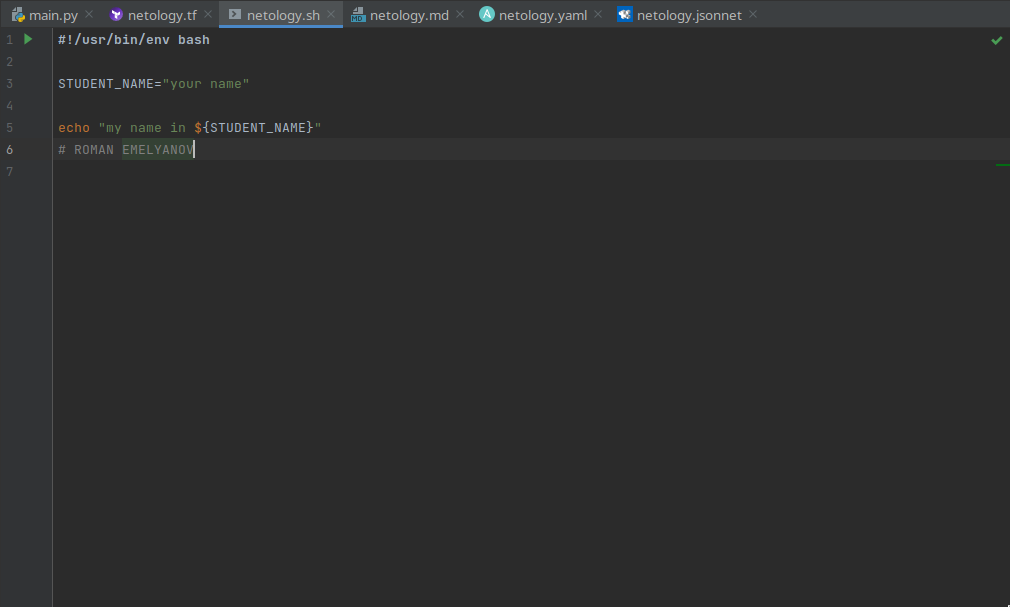 main.py netology.tf netology.sh netology.md netology.yaml netology.jsonnet
1 #!/usr/bin/env bash
2
3 STUDENT_NAME="your name"
4
5 echo "my name in ${STUDENT_NAME}"
6 # ROMAN EMELYANOV
7